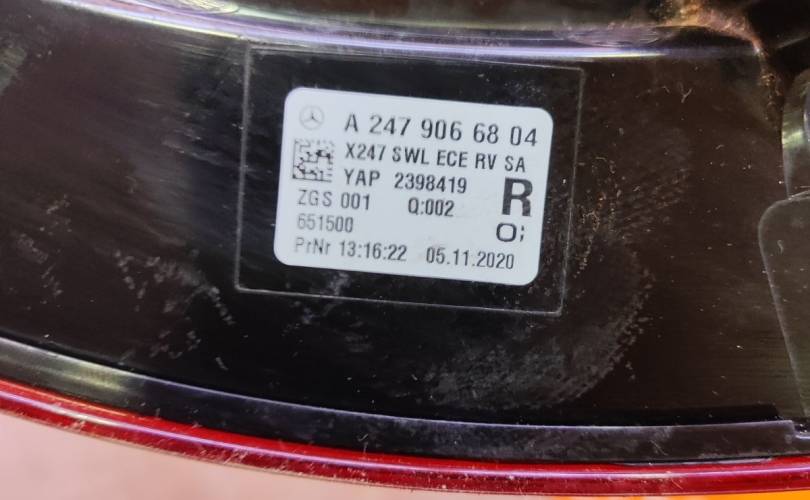 A 247 906 68 04
X247 SWL ECE RV SA
YAP 2398419
ZGS 001 Q:002 R
651500 O;
PrNr 13:16:22 05.11.2020